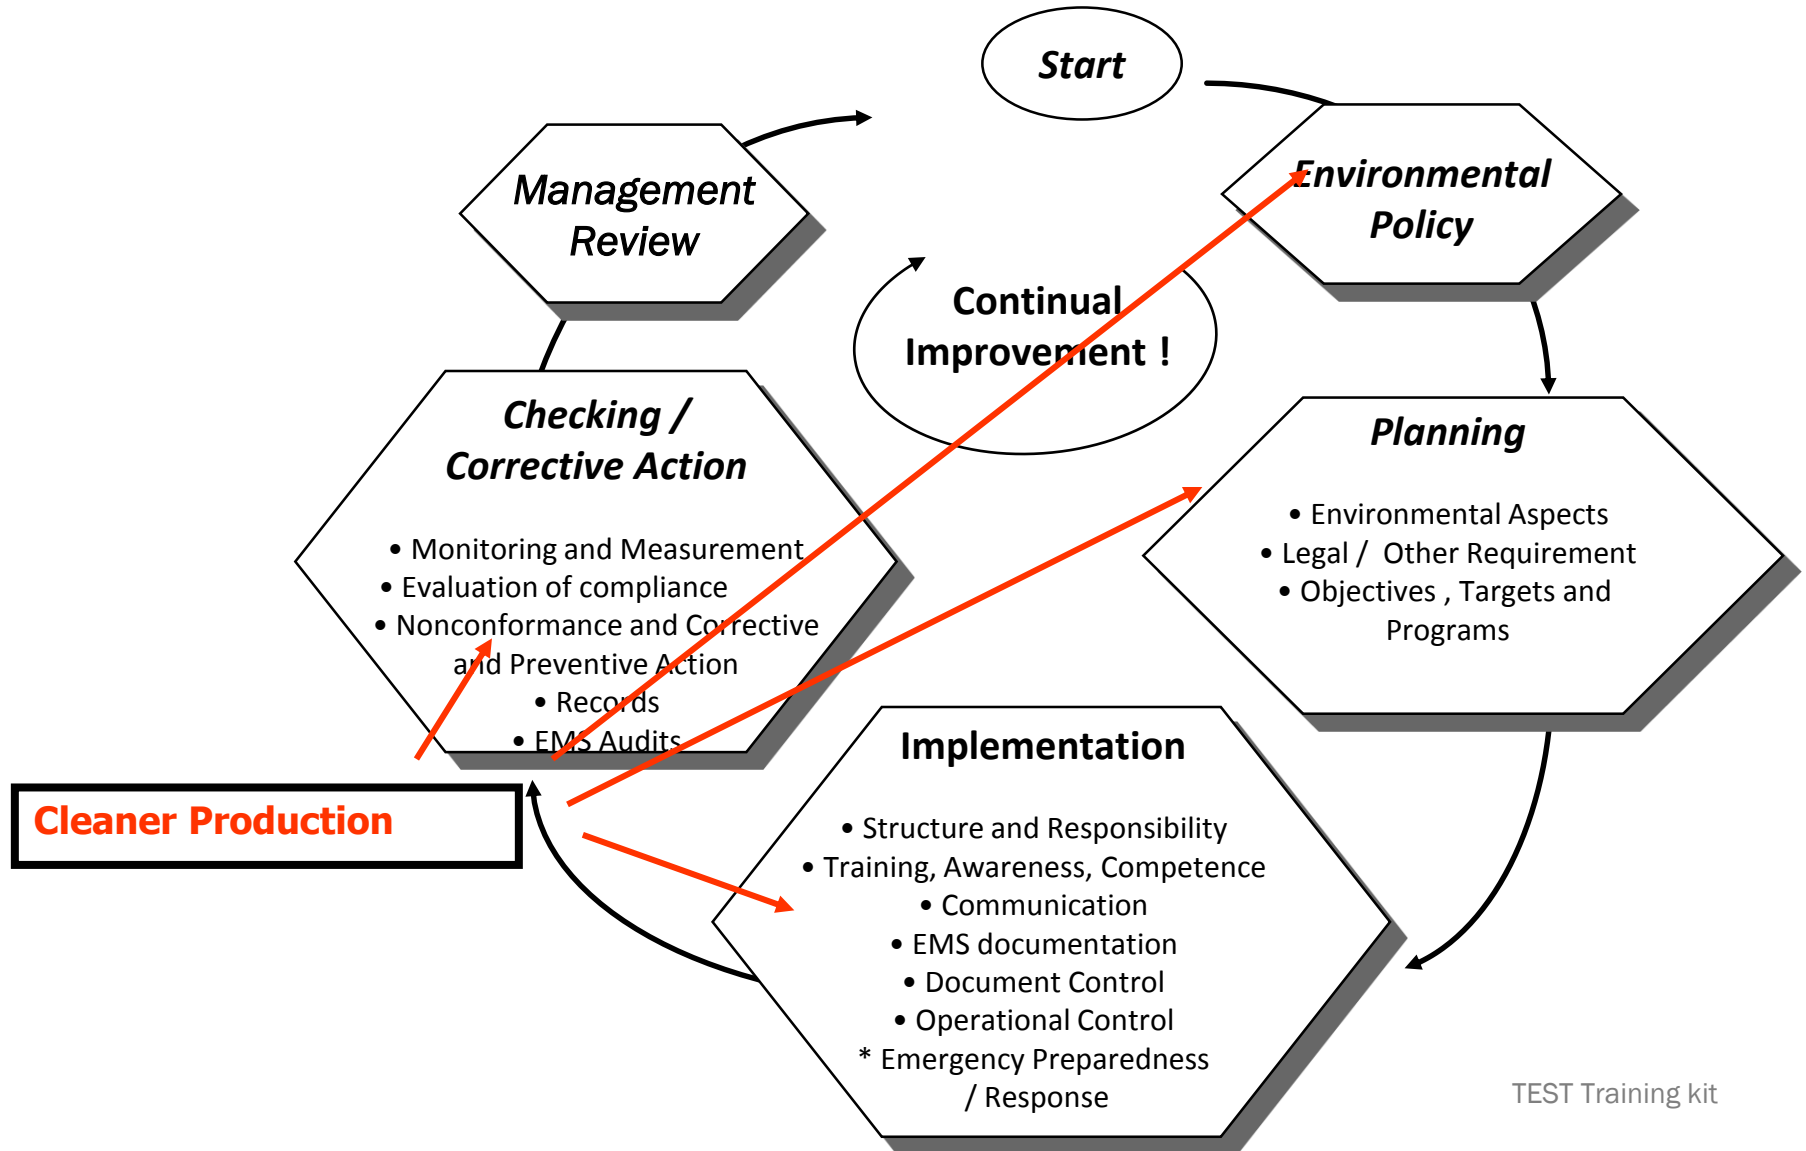 Start
Environmental
Policy
Management
Review
Continual
Improvement !
Checking /
Corrective Action
• Monitoring and Measurement
• Evaluation of compliance
• Nonconformance and Corrective
and Preventive Action
• Records
• EMS Audits
Planning
• Environmental Aspects
• Legal / Other Requirement
• Objectives , Targets and
Programs
Implementation
• Structure and Responsibility
• Training, Awareness, Competence
• Communication
• EMS documentation
• Document Control
• Operational Control
* Emergency Preparedness
/ Response
Cleaner Production
TEST Training kit